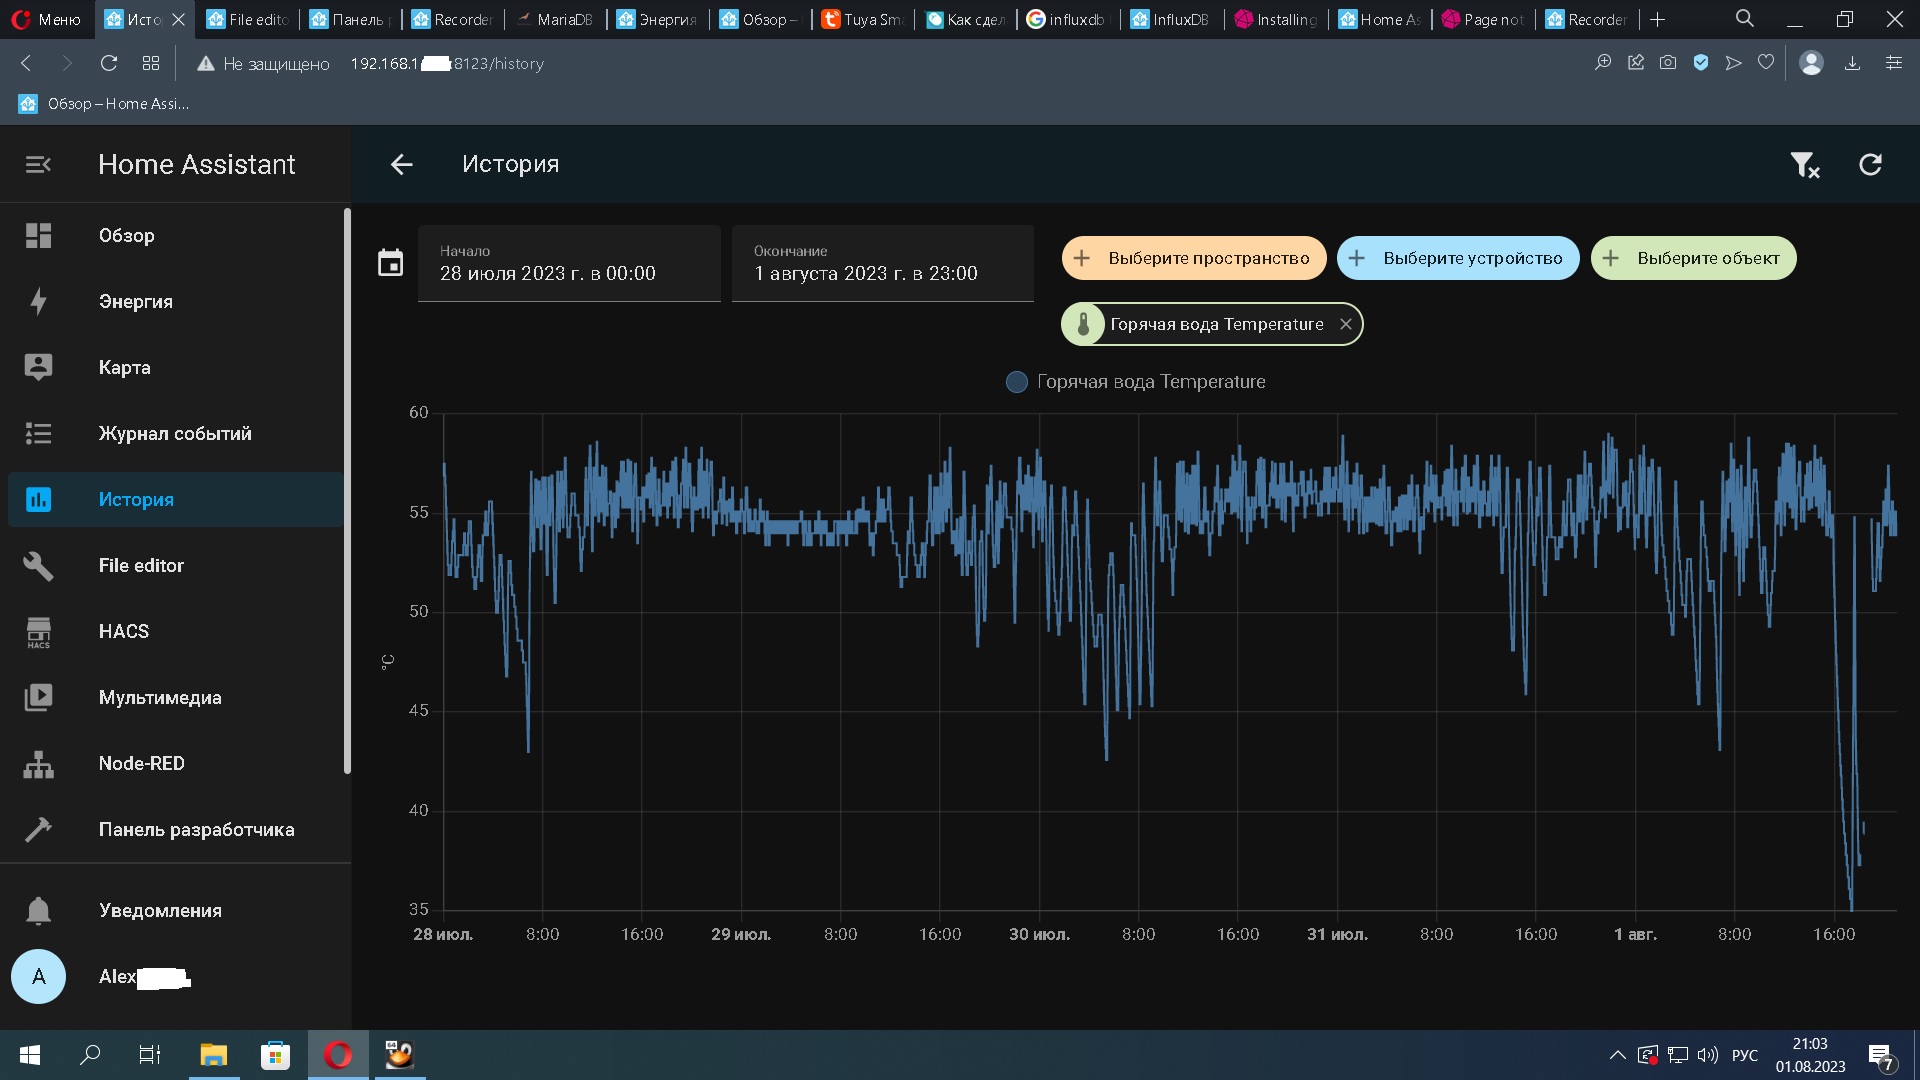 Меню
Исто
File edito
Панель р
Recorder
MariaDB
Энергия
Обзор –
Tuya Sma
Как сдел
influxdb
InfluxDB
Installing
Home As
Page not
Recorder
Не защищено 192.168.1 :8123/history
Обзор – Home Assi...
Home Assistant
История
Обзор
Энергия
Карта
Журнал событий
История
File editor
HACS
HACS
Мультимедиа
Node-RED
Панель разработчика
Уведомления
A Alex
Начало
28 июля 2023 г. в 00:00
Окончание
1 августа 2023 г. в 23:00
Выберите пространство
Выберите устройство
Выберите объект
Горячая вода Temperature
Горячая вода Temperature
60
55
50
°C
45
40
35
28 июл. 8:00 16:00 29 июл. 8:00 16:00 30 июл. 8:00 16:00 31 июл. 8:00 16:00 1 авг. 8:00 16:00
64
РУС
21:03
01.08.2023
7